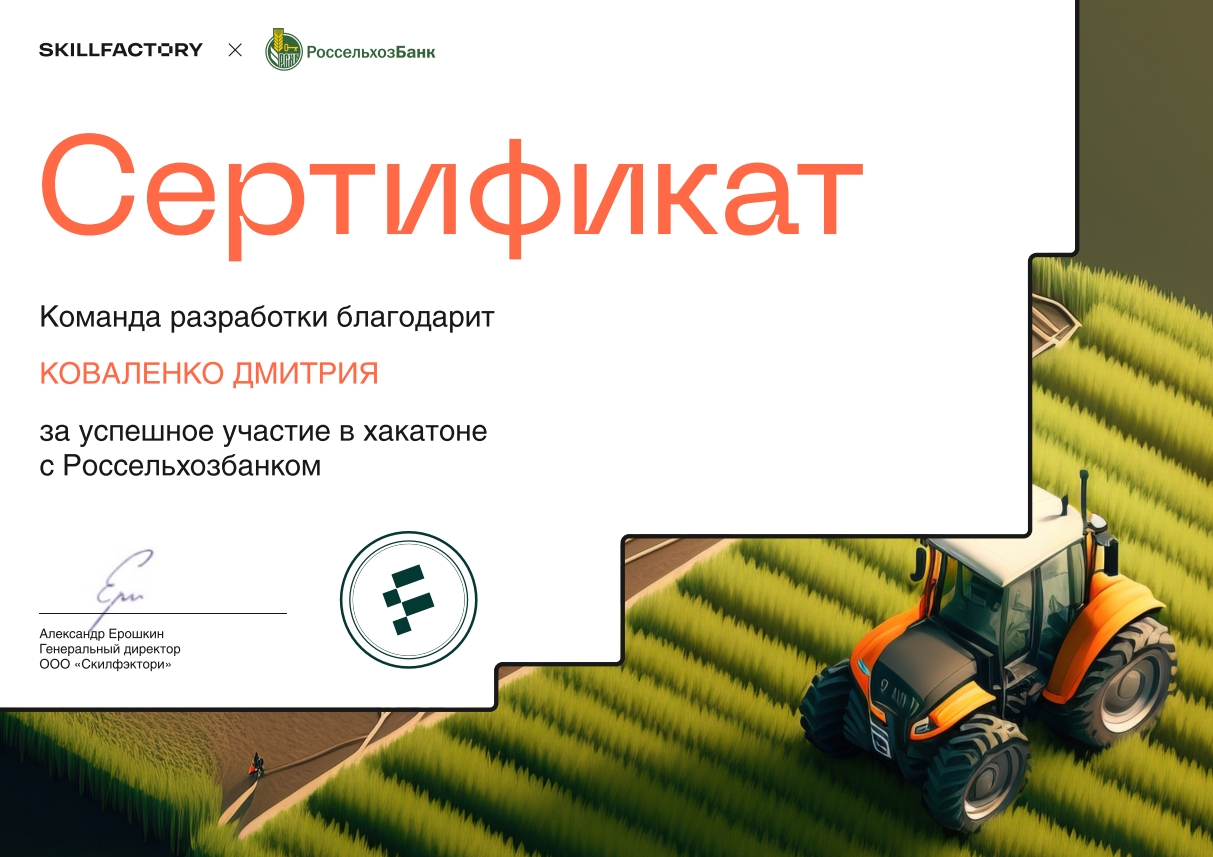 SKILLFACTORY × РоссельхозБанк
Сертификат
Команда разработки благодарит
КОВАЛЕНКО ДМИТРИЯ
за успешное участие в хакатоне
с Россельхозбанком
Александр Ерошкин
Генеральный директор
ООО «Скилфэктори»